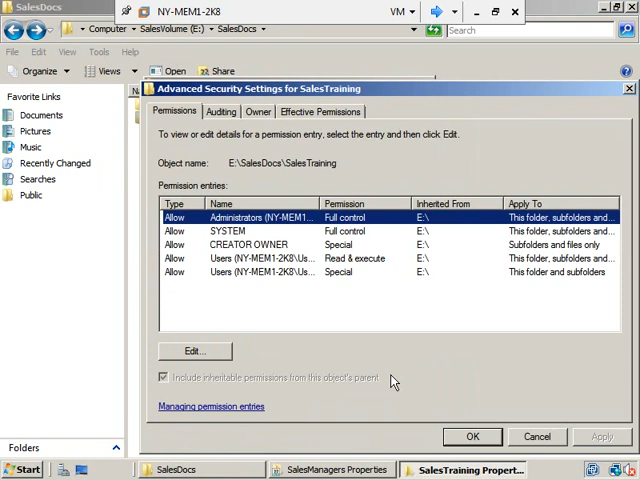 SalesDocs
NY-MEM1-2K8
VM
Computer SalesVolume (E:) SalesDocs
Search
File Edit View Tools Help
Organize Views Open Share
Favorite Links
Documents
Pictures
Music
Recently Changed
Searches
Public
Folders
Advanced Security Settings for SalesTraining
Permissions Auditing Owner Effective Permissions
To view or edit details for a permission entry, select the entry and then click Edit.
Object name: E:\SalesDocs\SalesTraining
Permission entries:
Type Name Permission Inherited From Apply To
Allow Administrators (NY-MEM1... Full control E:\ This folder, subfolders and...
Allow SYSTEM Full control E:\ This folder, subfolders and...
Allow CREATOR OWNER Special E:\ Subfolders and files only
Allow Users (NY-MEM1-2K8\Us... Read & execute E:\ This folder, subfolders and...
Allow Users (NY-MEM1-2K8\Us... Special E:\ This folder and subfolders
Edit...
Include inheritable permissions from this object's parent
Managing permission entries
OK Cancel Apply
Start SalesDocs SalesManagers Properties SalesTraining Propert...